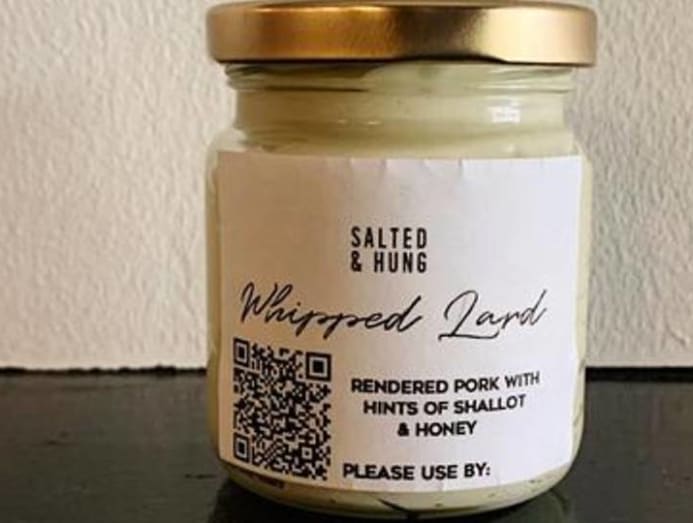 SALTED
& HUNG
Whipped Lard
RENDERED PORK WITH
HINTS OF SHALLOT
& HONEY
PLEASE USE BY: